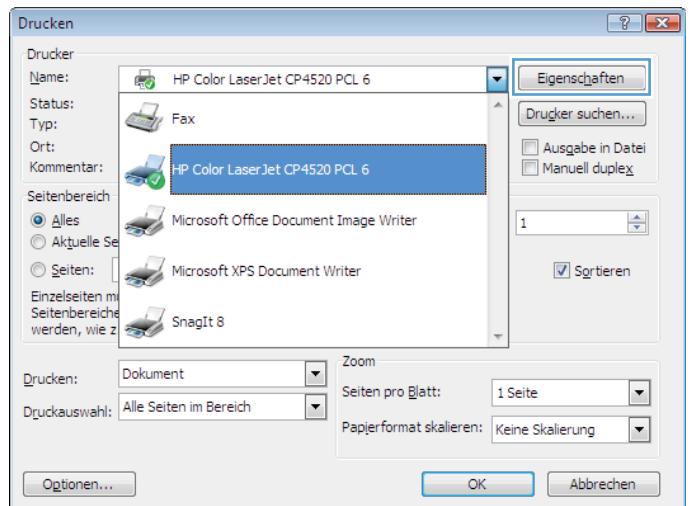 Drucken
Drucker
Name:
HP Color LaserJet CP4520 PCL 6
Eigenschaften
Status:
Typ:
Ort:
Kommentar:
Fax
HP Color LaserJet CP4520 PCL 6
Microsoft Office Document Image Writer
Microsoft XPS Document Writer
SnagIt 8
Drucker suchen...
Ausgabe in Datei
Manuell duplex
Seitenbereich
Alles
Aktuelle Se
Seiten:
Einzelseiten m
Seitenbereiche
werden, wie z
1
Sortieren
Drucken:
Dokument
Druckauswahl:
Alle Seiten im Bereich
Zoom
Seiten pro Blatt:
1 Seite
Papierformat skalieren:
Keine Skalierung
Optionen...
OK
Abbrechen